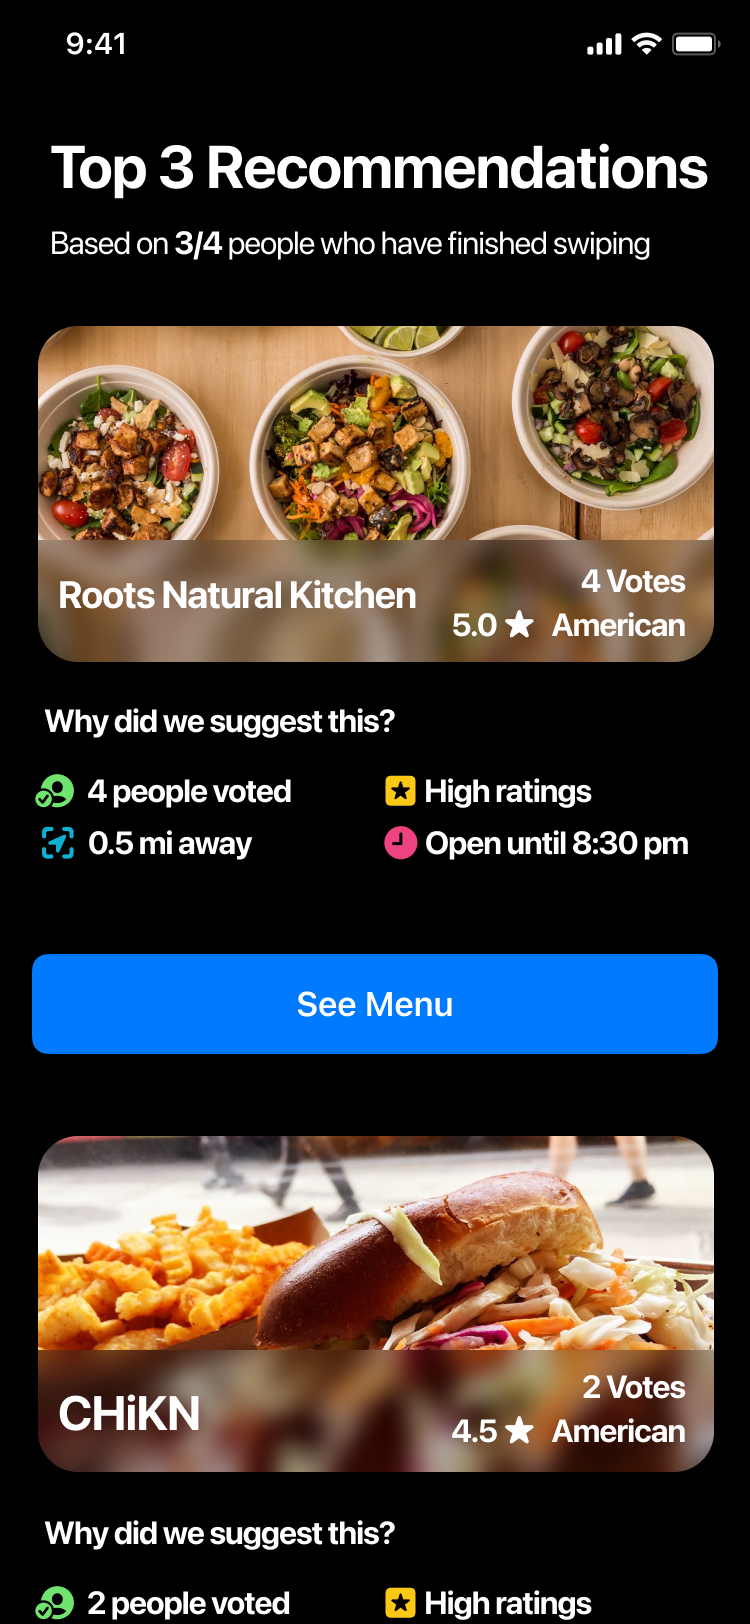 9:41
Top 3 Recommendations
Based on 3/4 people who have finished swiping
Roots Natural Kitchen
4 Votes
5.0 ★ American
Why did we suggest this?
4 people voted
High ratings
0.5 mi away
Open until 8:30 pm
See Menu
CHiKN
2 Votes
4.5 ★ American
Why did we suggest this?
2 people voted
High ratings